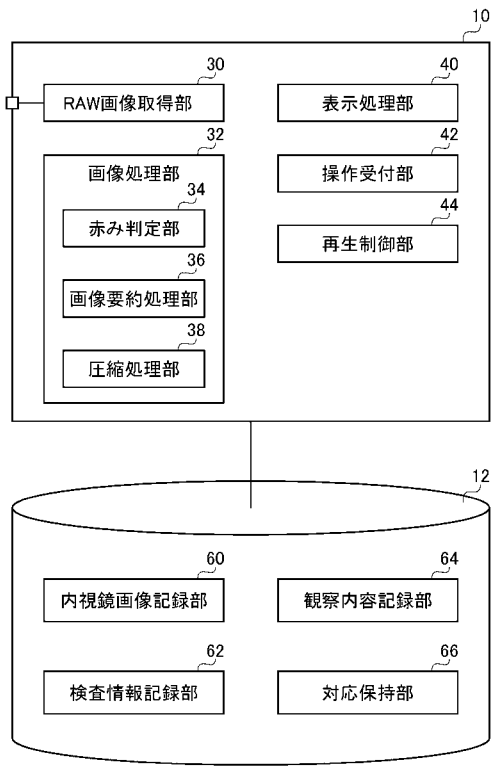 10
30
RAW画像取得部
32
画像処理部
34
赤み判定部
36
画像要約処理部
38
圧縮処理部
40
表示処理部
42
操作受付部
44
再生制御部
12
60
内視鏡画像記録部
64
観察内容記録部
62
検査情報記録部
66
対応保持部